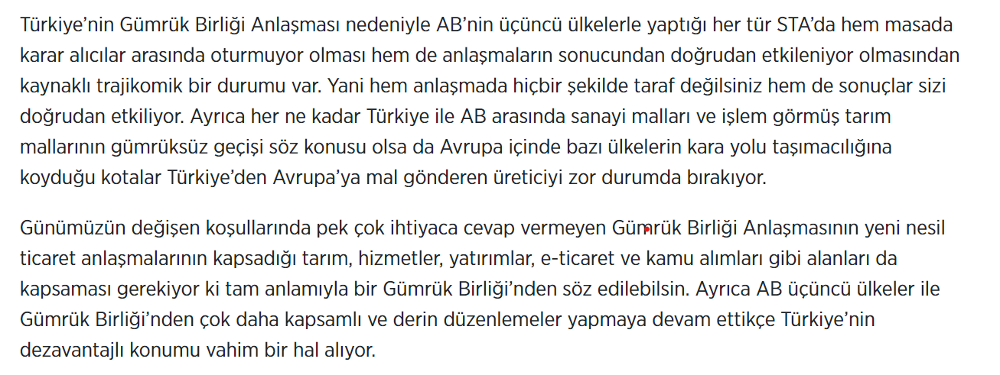 Türkiye’nin Gümrük Birliği Anlaşması nedeniyle AB’nin üçüncü ülkelerle yaptığı her tür STA’da hem masada
karar alıcılar arasında oturmuyor olması hem de anlaşmaların sonucundan doğrudan etkileniyor olmasından
kaynaklı trajikomik bir durumu var. Yani hem anlaşmada hiçbir şekilde taraf değilsiniz hem de sonuçlar sizi
doğrudan etkiliyor. Ayrıca her ne kadar Türkiye ile AB arasında sanayi malları ve işlem görmüş tarım
mallarının gümrüksüz geçişi söz konusu olsa da Avrupa içinde bazı ülkelerin kara yolu taşımacılığına
koyduğu kotalar Türkiye’den Avrupa’ya mal gönderen üreticiyi zor durumda bırakıyor.
Günümüzün değişen koşullarında pek çok ihtiyaca cevap vermeyen Gümrük Birliği Anlaşmasının yeni nesil
ticaret anlaşmalarının kapsadığı tarım, hizmetler, yatırımlar, e-ticaret ve kamu alımları gibi alanları da
kapsaması gerekiyor ki tam anlamıyla bir Gümrük Birliği’nden söz edilebilsin. Ayrıca AB üçüncü ülkeler ile
Gümrük Birliği’nden çok daha kapsamlı ve derin düzenlemeler yapmaya devam ettikçe Türkiye’nin
dezavantajlı konumu vahim bir hal alıyor.